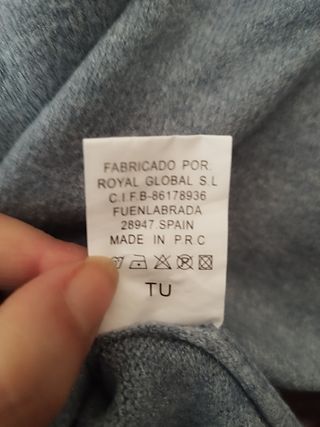 FABRICADO POR:
ROYAL GLOBAL S.L
C.I.F.B-86178936
FUENLABRADA
28947.SPAIN
MADE IN P.R.C
TU